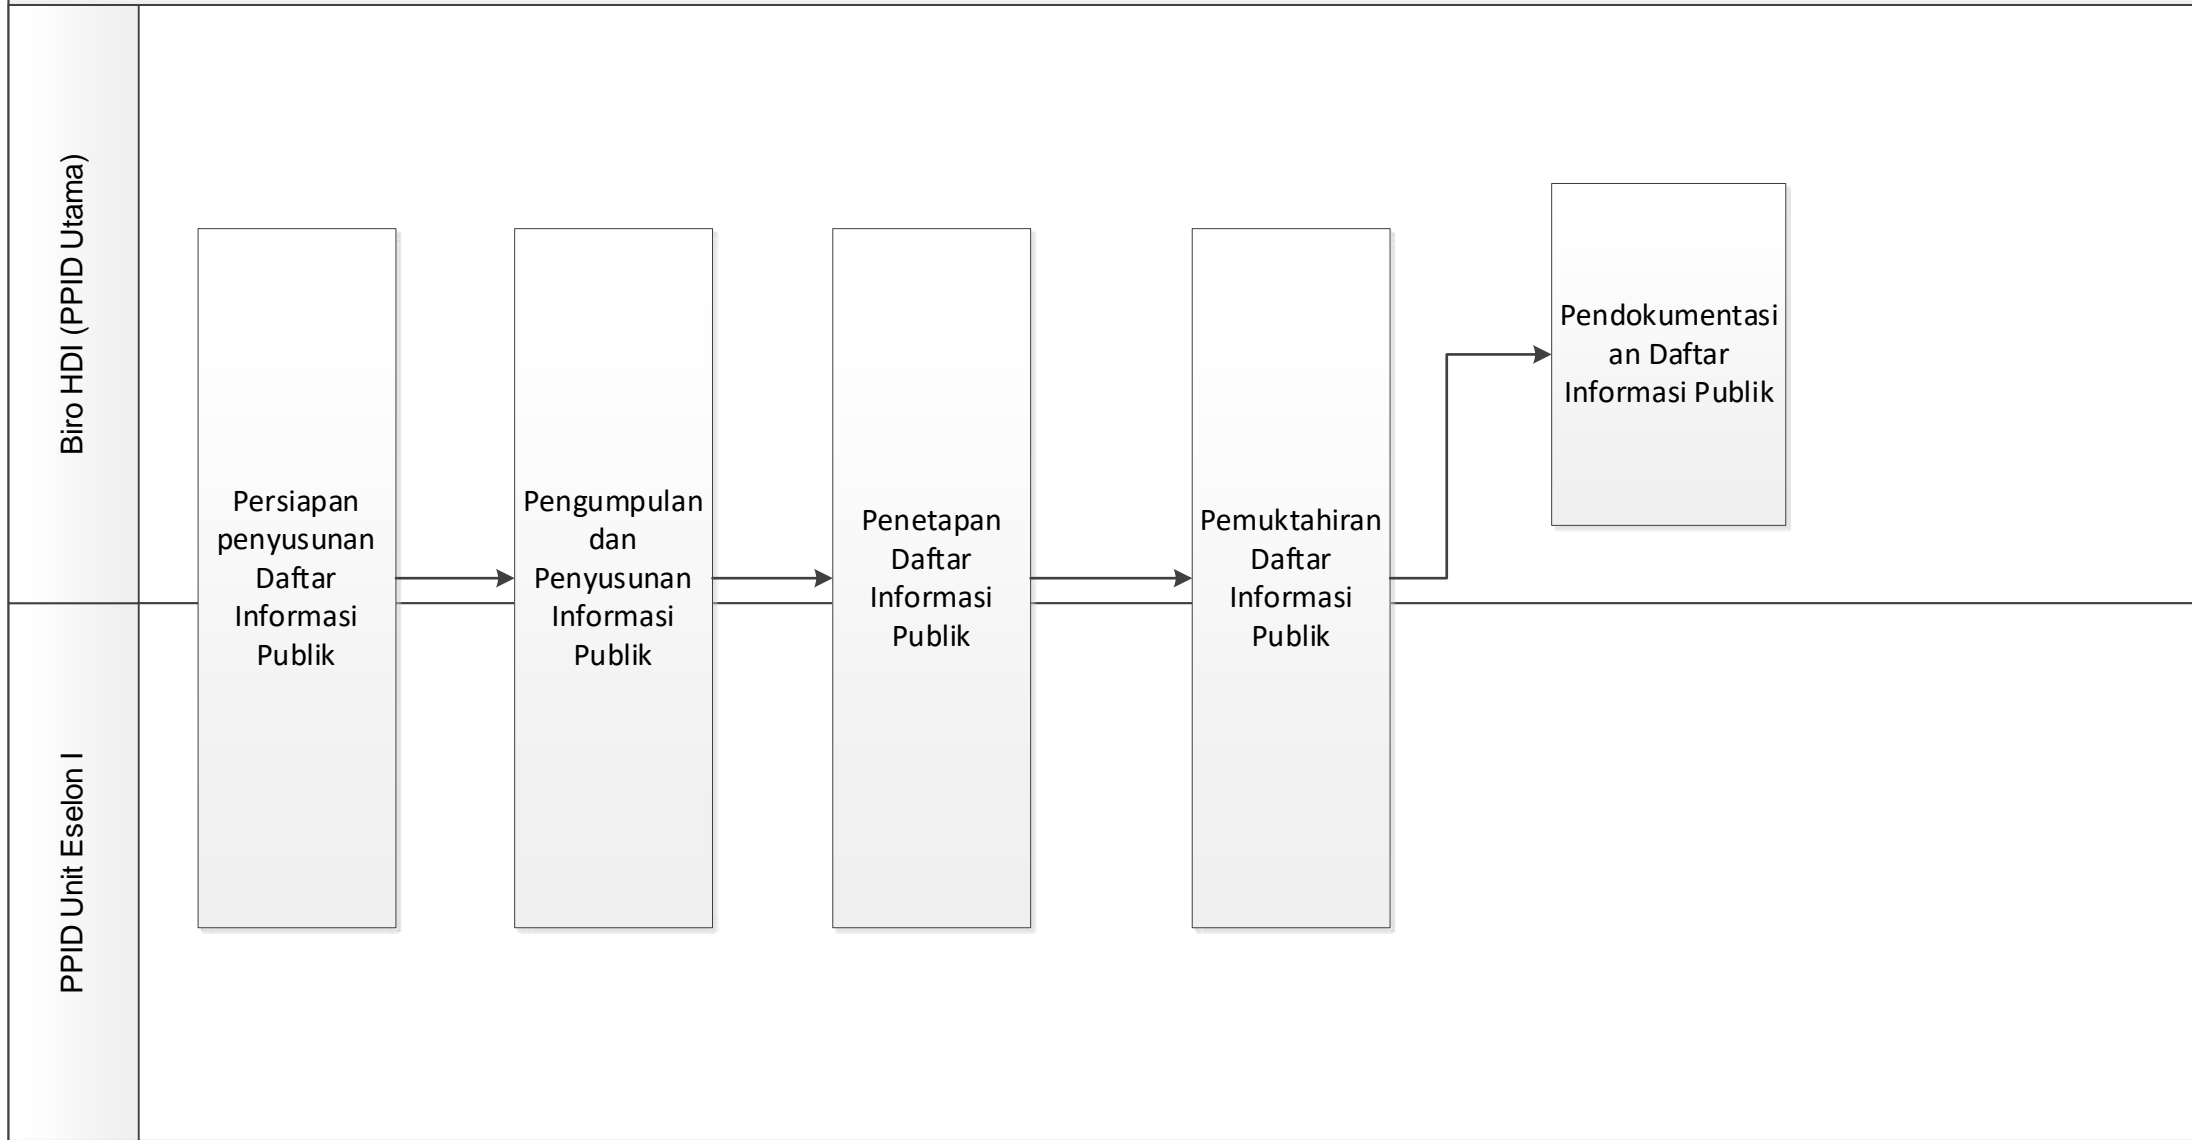 Biro HDI (PPID Utama)
Persiapan
penyusunan
Daftar
Informasi
Publik
Pengumpulan
dan
Penyusunan
Informasi
Publik
Penetapan
Daftar
Informasi
Publik
Pemuktahiran
Daftar
Informasi
Publik
Pendokumentasi
an Daftar
Informasi Publik
PPID Unit Eselon I